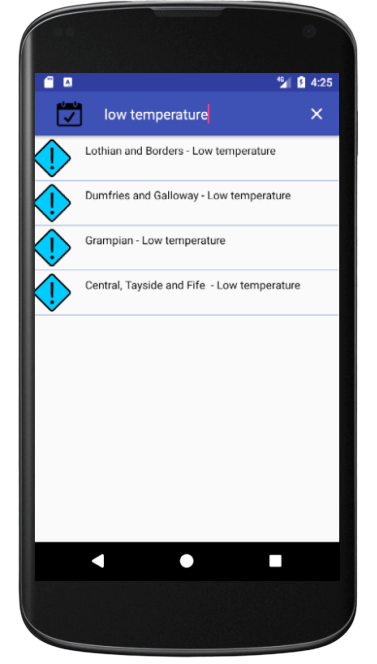 4G 4:25
low temperature
Lothian and Borders - Low temperature
Dumfries and Galloway - Low temperature
Grampian - Low temperature
Central, Tayside and Fife  - Low temperature